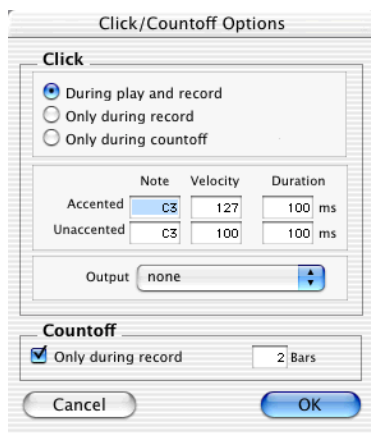 Click/Countoff Options
Click
During play and record
Only during record
Only during countoff
Note Velocity Duration
Accented C3 127 100 ms
Unaccented C3 100 100 ms
Output none
Countoff
Only during record 2 Bars
Cancel OK